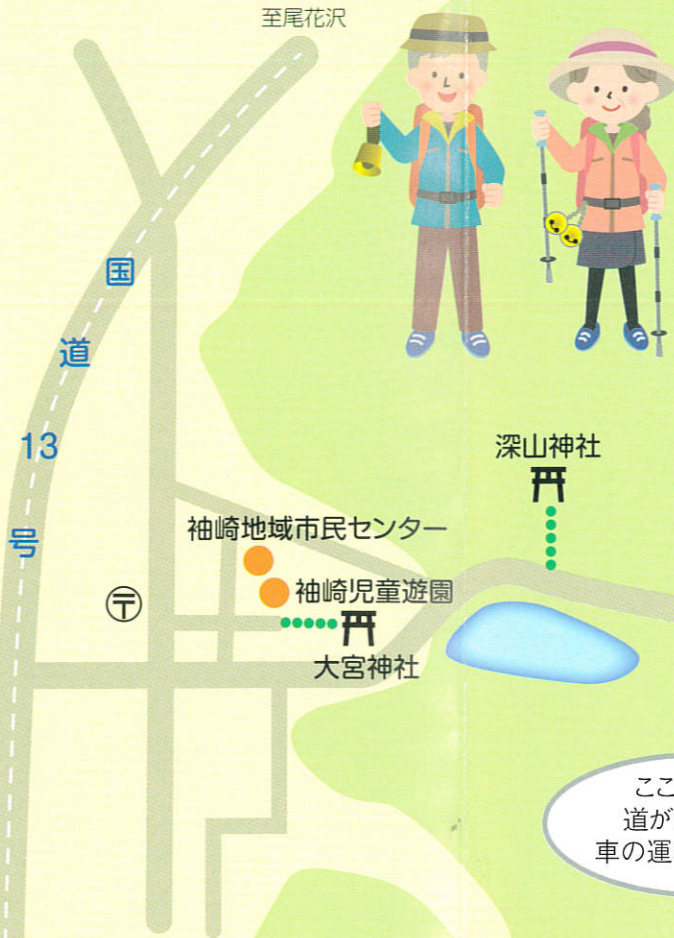 至尾花沢
国
道
13
号
深山神社
袖崎地域市民センター
袖崎児童遊園
〒
大宮神社
ここ
道が
車の運